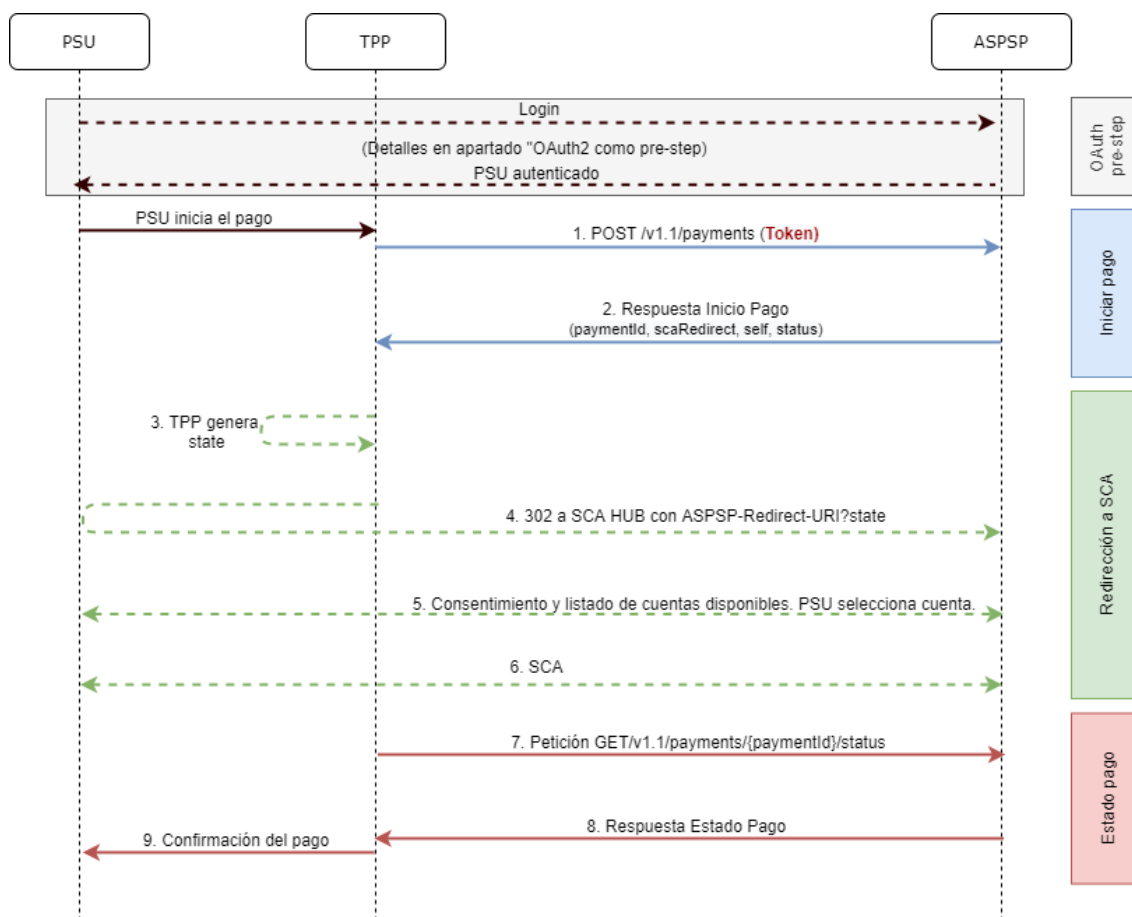 PSU
TPP
ASPSP
Login
(Detalles en apartado "OAuth2 como pre-step)
PSU autenticado
OAuth
pre-step
PSU inicia el pago
1. POST /v1.1/payments (Token)
2. Respuesta Inicio Pago
(paymentId, scaRedirect, self, status)
Iniciar pago
3. TPP genera
state
4. 302 a SCA HUB con ASPSP-Redirect-URI?state
5. Consentimiento y listado de cuentas disponibles. PSU selecciona cuenta.
6. SCA
Redirección a SCA
7. Petición GET/v1.1/payments/{paymentId}/status
8. Respuesta Estado Pago
9. Confirmación del pago
Estado pago